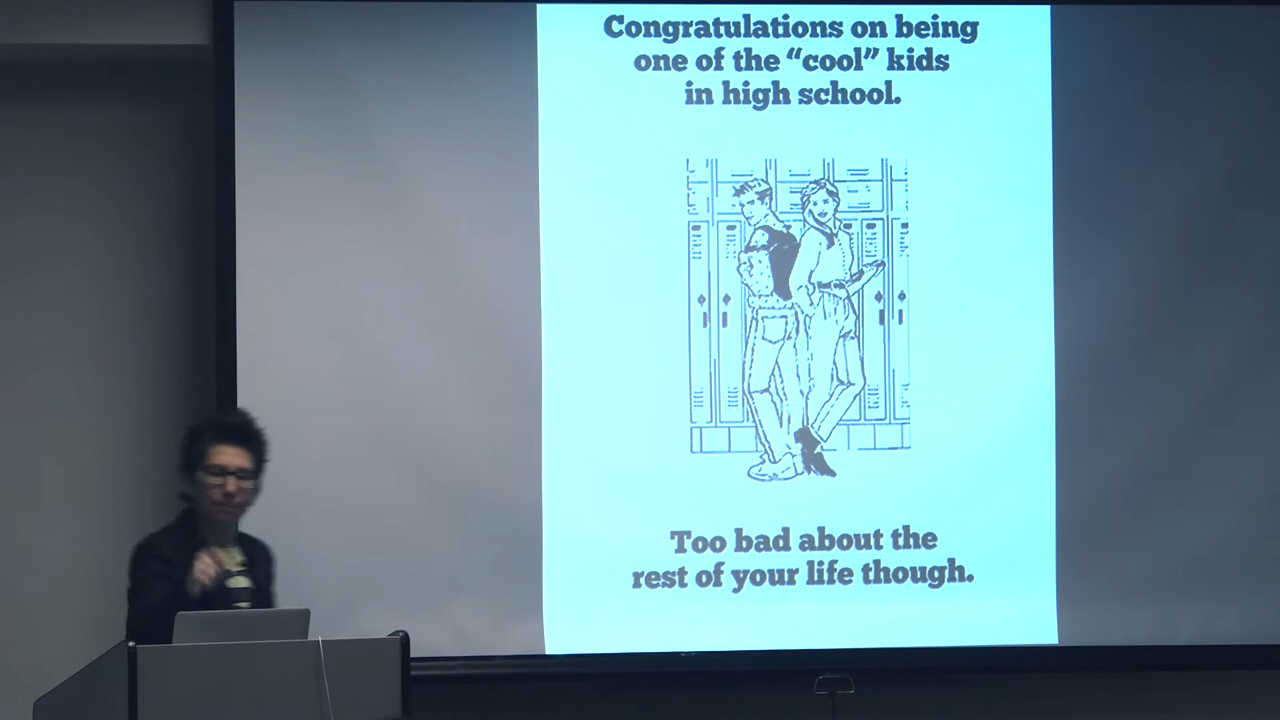 Congratulations on being
one of the “cool” kids
in high school.
Too bad about the
rest of your life though.